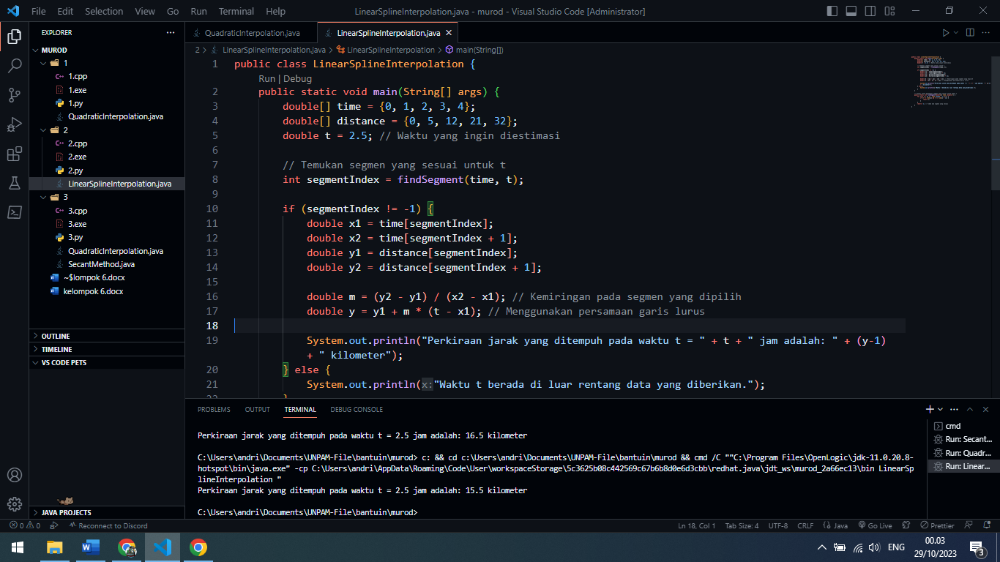 File Edit Selection View Go Run Terminal Help LinearSplineInterpolation.java - murod - Visual Studio Code [Administrator]
EXPLORER
MUROD
1
1.cpp
1.exe
1.py
QuadraticInterpolation.java
2
2.cpp
2.exe
2.py
LinearSplineInterpolation.java
3
3.cpp
3.exe
3.py
QuadraticInterpolation.java
SecantMethod.java
~$lompok 6.docx
kelompok 6.docx
OUTLINE
TIMELINE
VS CODE PETS
JAVA PROJECTS
QuadraticInterpolation.java LinearSplineInterpolation.java
2 > LinearSplineInterpolation.java > LinearSplineInterpolation > main(String[])
1 public class LinearSplineInterpolation {
Run | Debug
2 public static void main(String[] args) {
3 double[] time = {0, 1, 2, 3, 4};
4 double[] distance = {0, 5, 12, 21, 32};
5 double t = 2.5; // Waktu yang ingin diestimasi
6
7 // Temukan segmen yang sesuai untuk t
8 int segmentIndex = findSegment(time, t);
9
10 if (segmentIndex != -1) {
11 double x1 = time[segmentIndex];
12 double x2 = time[segmentIndex + 1];
13 double y1 = distance[segmentIndex];
14 double y2 = distance[segmentIndex + 1];
15
16 double m = (y2 - y1) / (x2 - x1); // Kemiringan pada segmen yang dipilih
17 double y = y1 + m * (t - x1); // Menggunakan persamaan garis lurus
18
19 System.out.println("Perkiraan jarak yang ditempuh pada waktu t = " + t + " jam adalah: " + (y-1)
+ " kilometer");
20 } else {
21 System.out.println(x:"Waktu t berada di luar rentang data yang diberikan.");
22 }
PROBLEMS OUTPUT TERMINAL DEBUG CONSOLE
Perkiraan jarak yang ditempuh pada waktu t = 2.5 jam adalah: 16.5 kilometer
C:\Users\andri\Documents\UNPAM-File\bantuin\murod> c: && cd c:\Users\andri\Documents\UNPAM-File\bantuin\murod && cmd /C ""C:\Program Files\OpenLogic\jdk-11.0.20.8-
hotspot\bin\java.exe" -cp C:\Users\andri\AppData\Roaming\Code\User\workspaceStorage\5c3625b08c442569c67b6b8d0e6d3cbb\redhat.java\jdt_ws\murod_2a66ec13\bin LinearSp
lineInterpolation "
Perkiraan jarak yang ditempuh pada waktu t = 2.5 jam adalah: 15.5 kilometer
C:\Users\andri\Documents\UNPAM-File\bantuin\murod>
cmd
Run: Secant...
Run: Quadr...
Run: Linear...
0 0 Reconnect to Discord Ln 18, Col 1 Tab Size: 4 UTF-8 CRLF Java Go Live Prettier
ENG
00.03
29/10/2023
3